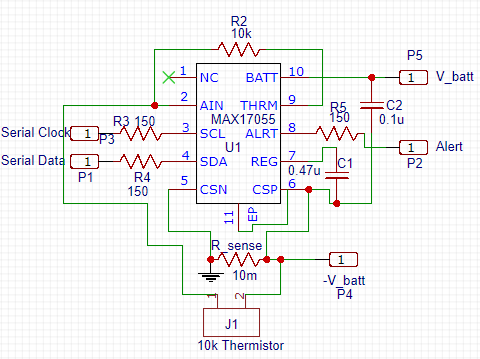 R2
10k
P5
1 NC BATT 10 1 V_batt
2 AIN THRM 9
MAX17055
R5
150
C2
0.1u
Serial Clock 1 P3 R3 150 3 SCL ALRT 8 1 Alert
U1
P2
Serial Data 1 4 SDA REG 7 C1
P1
R4
150
0.47u
5 CSN CSP 6
11 EP
R_sense
10m
1
-V_batt
P4
1 2
J1
10k Thermistor